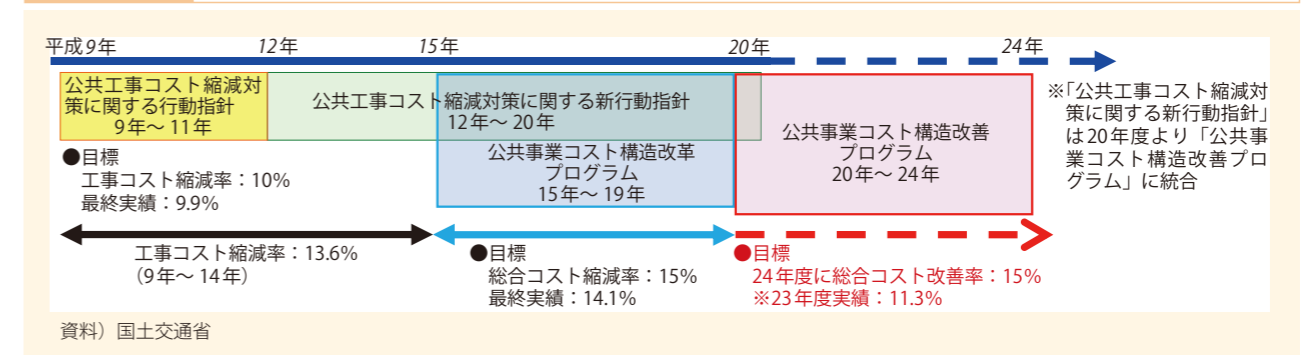 平成9年 12年 15年 20年 24年
公共工事コスト縮減対
策に関する行動指針
9年～11年
公共工事コスト縮減対策に関する新行動指針
12年～20年
公共事業コスト構造改革
プログラム
15年～19年
公共事業コスト構造改善
プログラム
20年～24年
※「公共工事コスト縮減対
策に関する新行動指針」
は20年度より「公共事
業コスト構造改善プロ
グラム」に統合
●目標
工事コスト縮減率：10%
最終実績：9.9%
工事コスト縮減率：13.6%
（9年～14年）
●目標
総合コスト縮減率：15%
最終実績：14.1%
●目標
24年度に総合コスト改善率：15%
※23年度実績：11.3%
資料）国土交通省